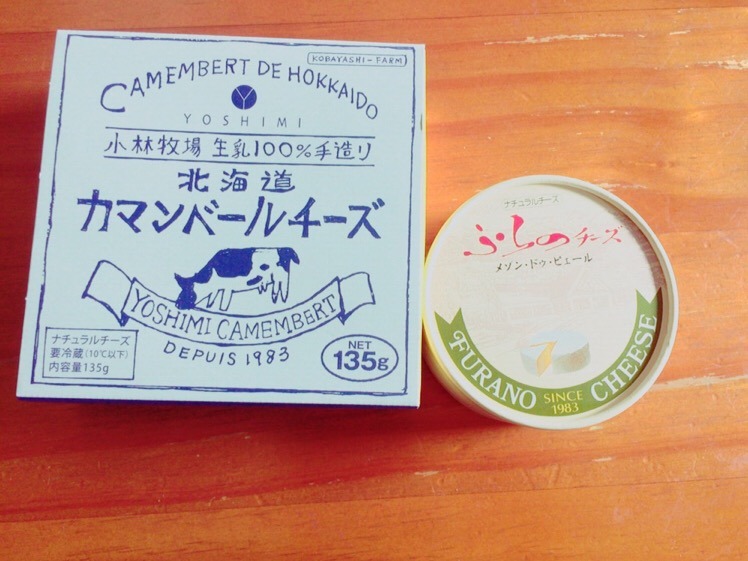 KOBAYASHI-FARM
CAMEMBERT DE HOKKAIDO
Y
YOSHIMI
小林牧場 生乳100%手造り
北海道
カマンベールチーズ
YOSHIMI CAMEMBERT
DEPUIS 1983
ナチュラルチーズ
要冷蔵(10℃以下)
内容量135g
NET
135g
ナチュラルチーズ
ふらのチーズ
メゾン・ドゥ・ピエール
FURANO CHEESE
SINCE
1983